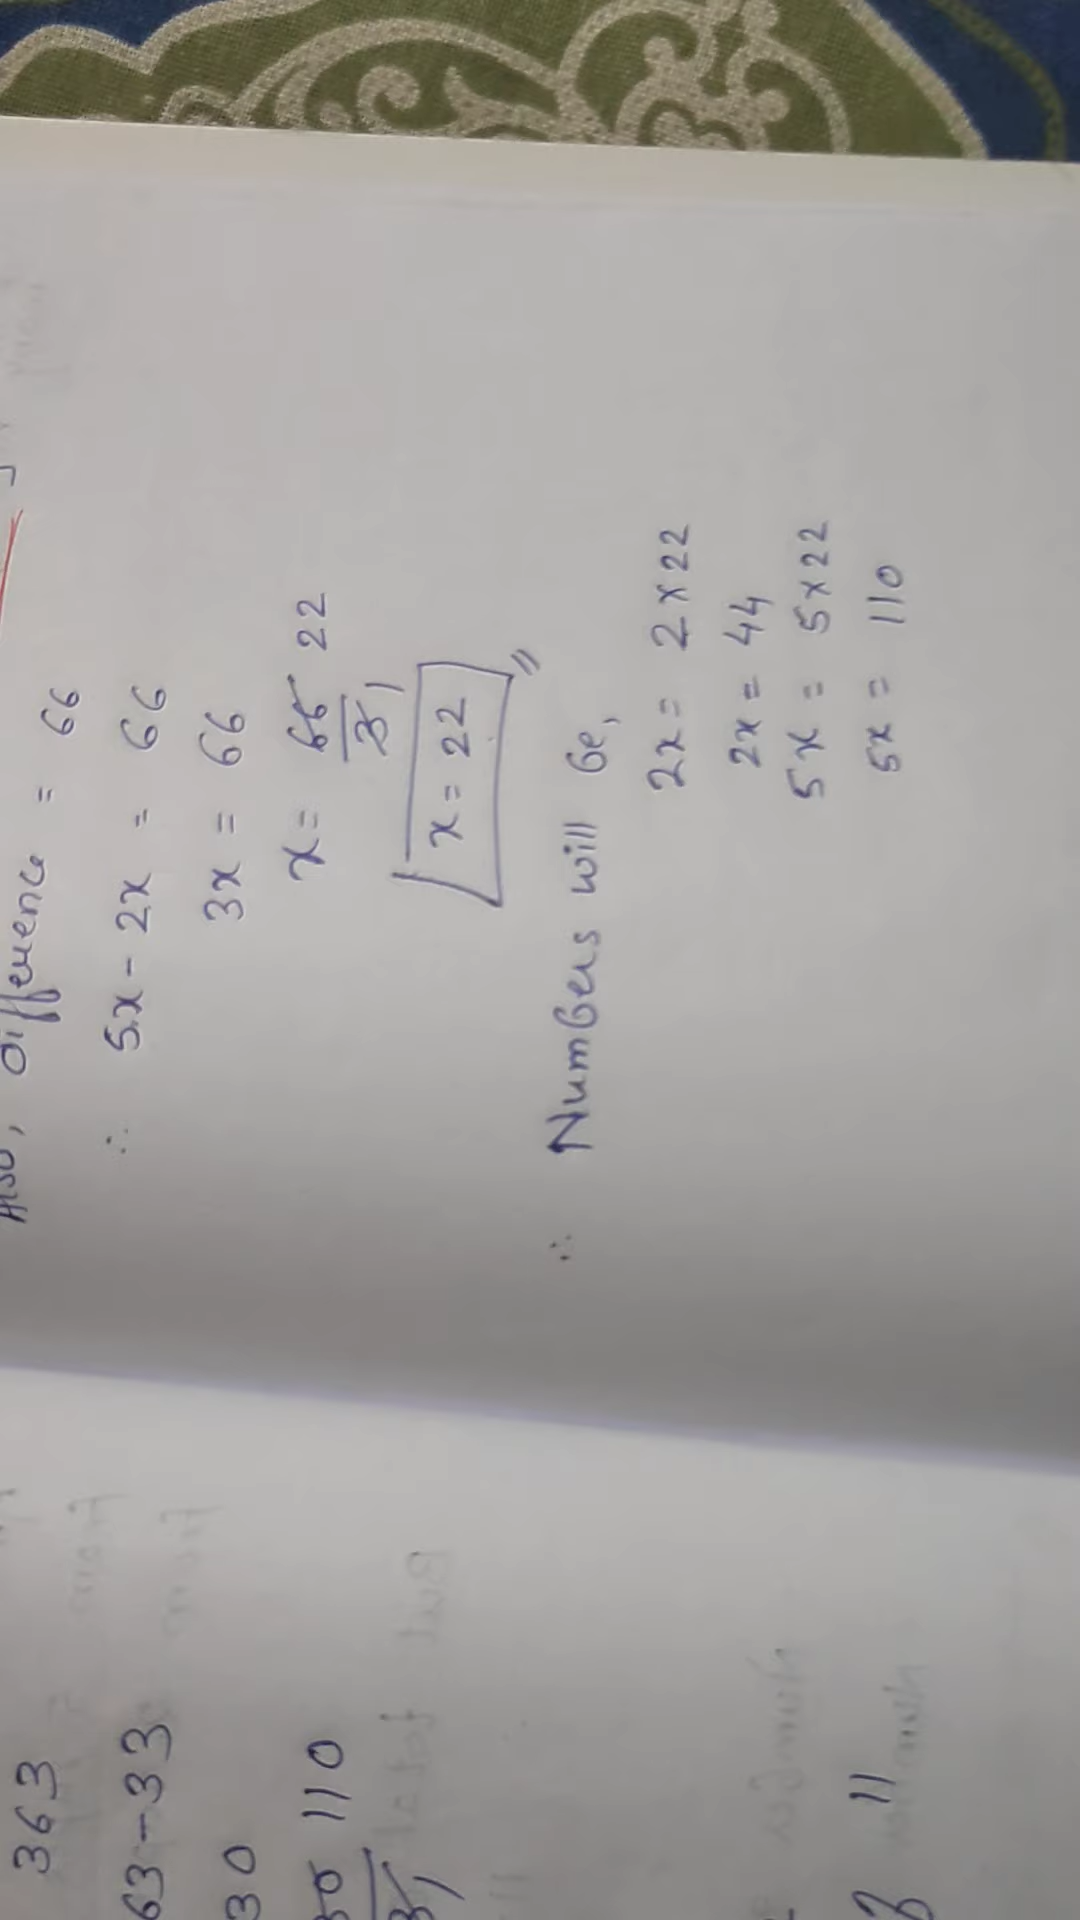 Also, Difference = 66
∴ 5x - 2x = 66
3x = 66
x = 66 22
3 1
x = 22
∴ Numbers will be,
2x = 2 × 22
2x = 44
5x = 5 × 22
5x = 110
363
63 - 33
30
110
11